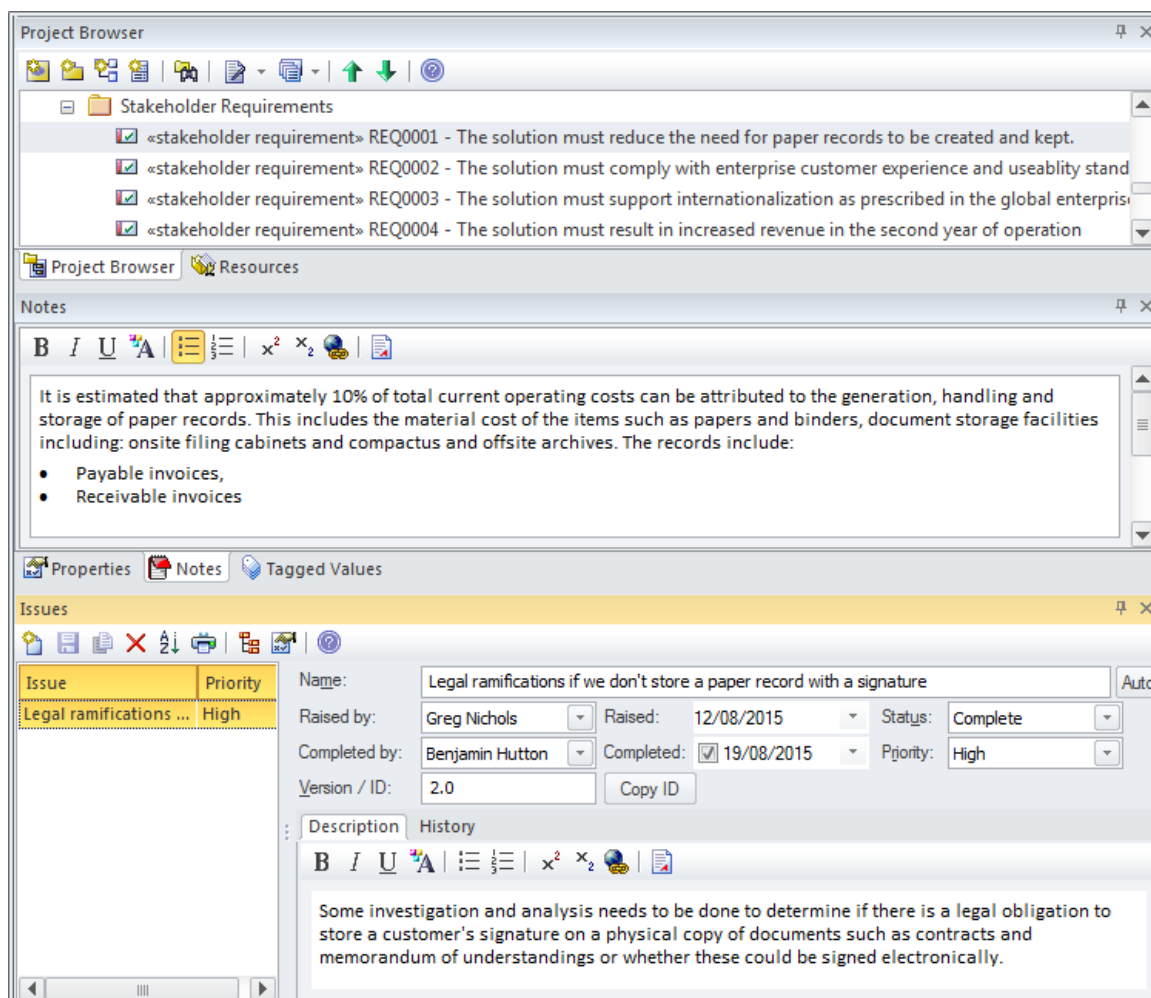 Project Browser
Stakeholder Requirements
«stakeholder requirement» REQ0001 - The solution must reduce the need for paper records to be created and kept.
«stakeholder requirement» REQ0002 - The solution must comply with enterprise customer experience and useablity stand
«stakeholder requirement» REQ0003 - The solution must support internationalization as prescribed in the global enterprise
«stakeholder requirement» REQ0004 - The solution must result in increased revenue in the second year of operation
Project Browser Resources
Notes
B I U A x² x₂
It is estimated that approximately 10% of total current operating costs can be attributed to the generation, handling and
storage of paper records. This includes the material cost of the items such as papers and binders, document storage facilities
including: onsite filing cabinets and compactus and offsite archives. The records include:
• Payable invoices,
• Receivable invoices
Properties Notes Tagged Values
Issues
Issue Priority
Legal ramifications ... High
Name: Legal ramifications if we don't store a paper record with a signature Auto
Raised by: Greg Nichols Raised: 12/08/2015 Status: Complete
Completed by: Benjamin Hutton Completed: 19/08/2015 Priority: High
Version / ID: 2.0 Copy ID
Description History
B I U A x² x₂
Some investigation and analysis needs to be done to determine if there is a legal obligation to
store a customer's signature on a physical copy of documents such as contracts and
memorandum of understandings or whether these could be signed electronically.